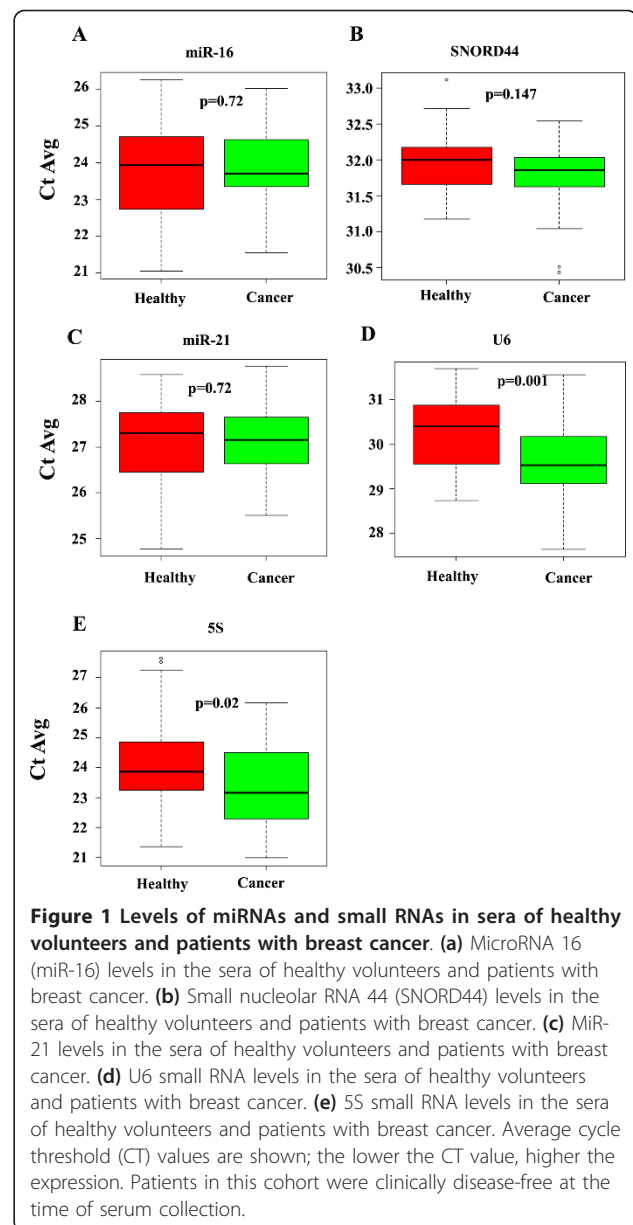 A
miR-16
p=0.72
Ct Avg
26
25
24
23
22
21
Healthy
Cancer
B
SNORD44
p=0.147
33.0
32.5
32.0
31.5
31.0
30.5
Healthy
Cancer
C
miR-21
p=0.72
Ct Avg
28
27
26
25
Healthy
Cancer
D
U6
p=0.001
31
30
29
28
Healthy
Cancer
E
5S
p=0.02
Ct Avg
27
26
25
24
23
22
21
Healthy
Cancer
Figure 1 Levels of miRNAs and small RNAs in sera of healthy
volunteers and patients with breast cancer. (a) MicroRNA 16
(miR-16) levels in the sera of healthy volunteers and patients with
breast cancer. (b) Small nucleolar RNA 44 (SNORD44) levels in the
sera of healthy volunteers and patients with breast cancer. (c) MiR-
21 levels in the sera of healthy volunteers and patients with breast
cancer. (d) U6 small RNA levels in the sera of healthy volunteers
and patients with breast cancer. (e) 5S small RNA levels in the sera
of healthy volunteers and patients with breast cancer. Average cycle
threshold (CT) values are shown; the lower the CT value, higher the
expression. Patients in this cohort were clinically disease-free at the
time of serum collection.